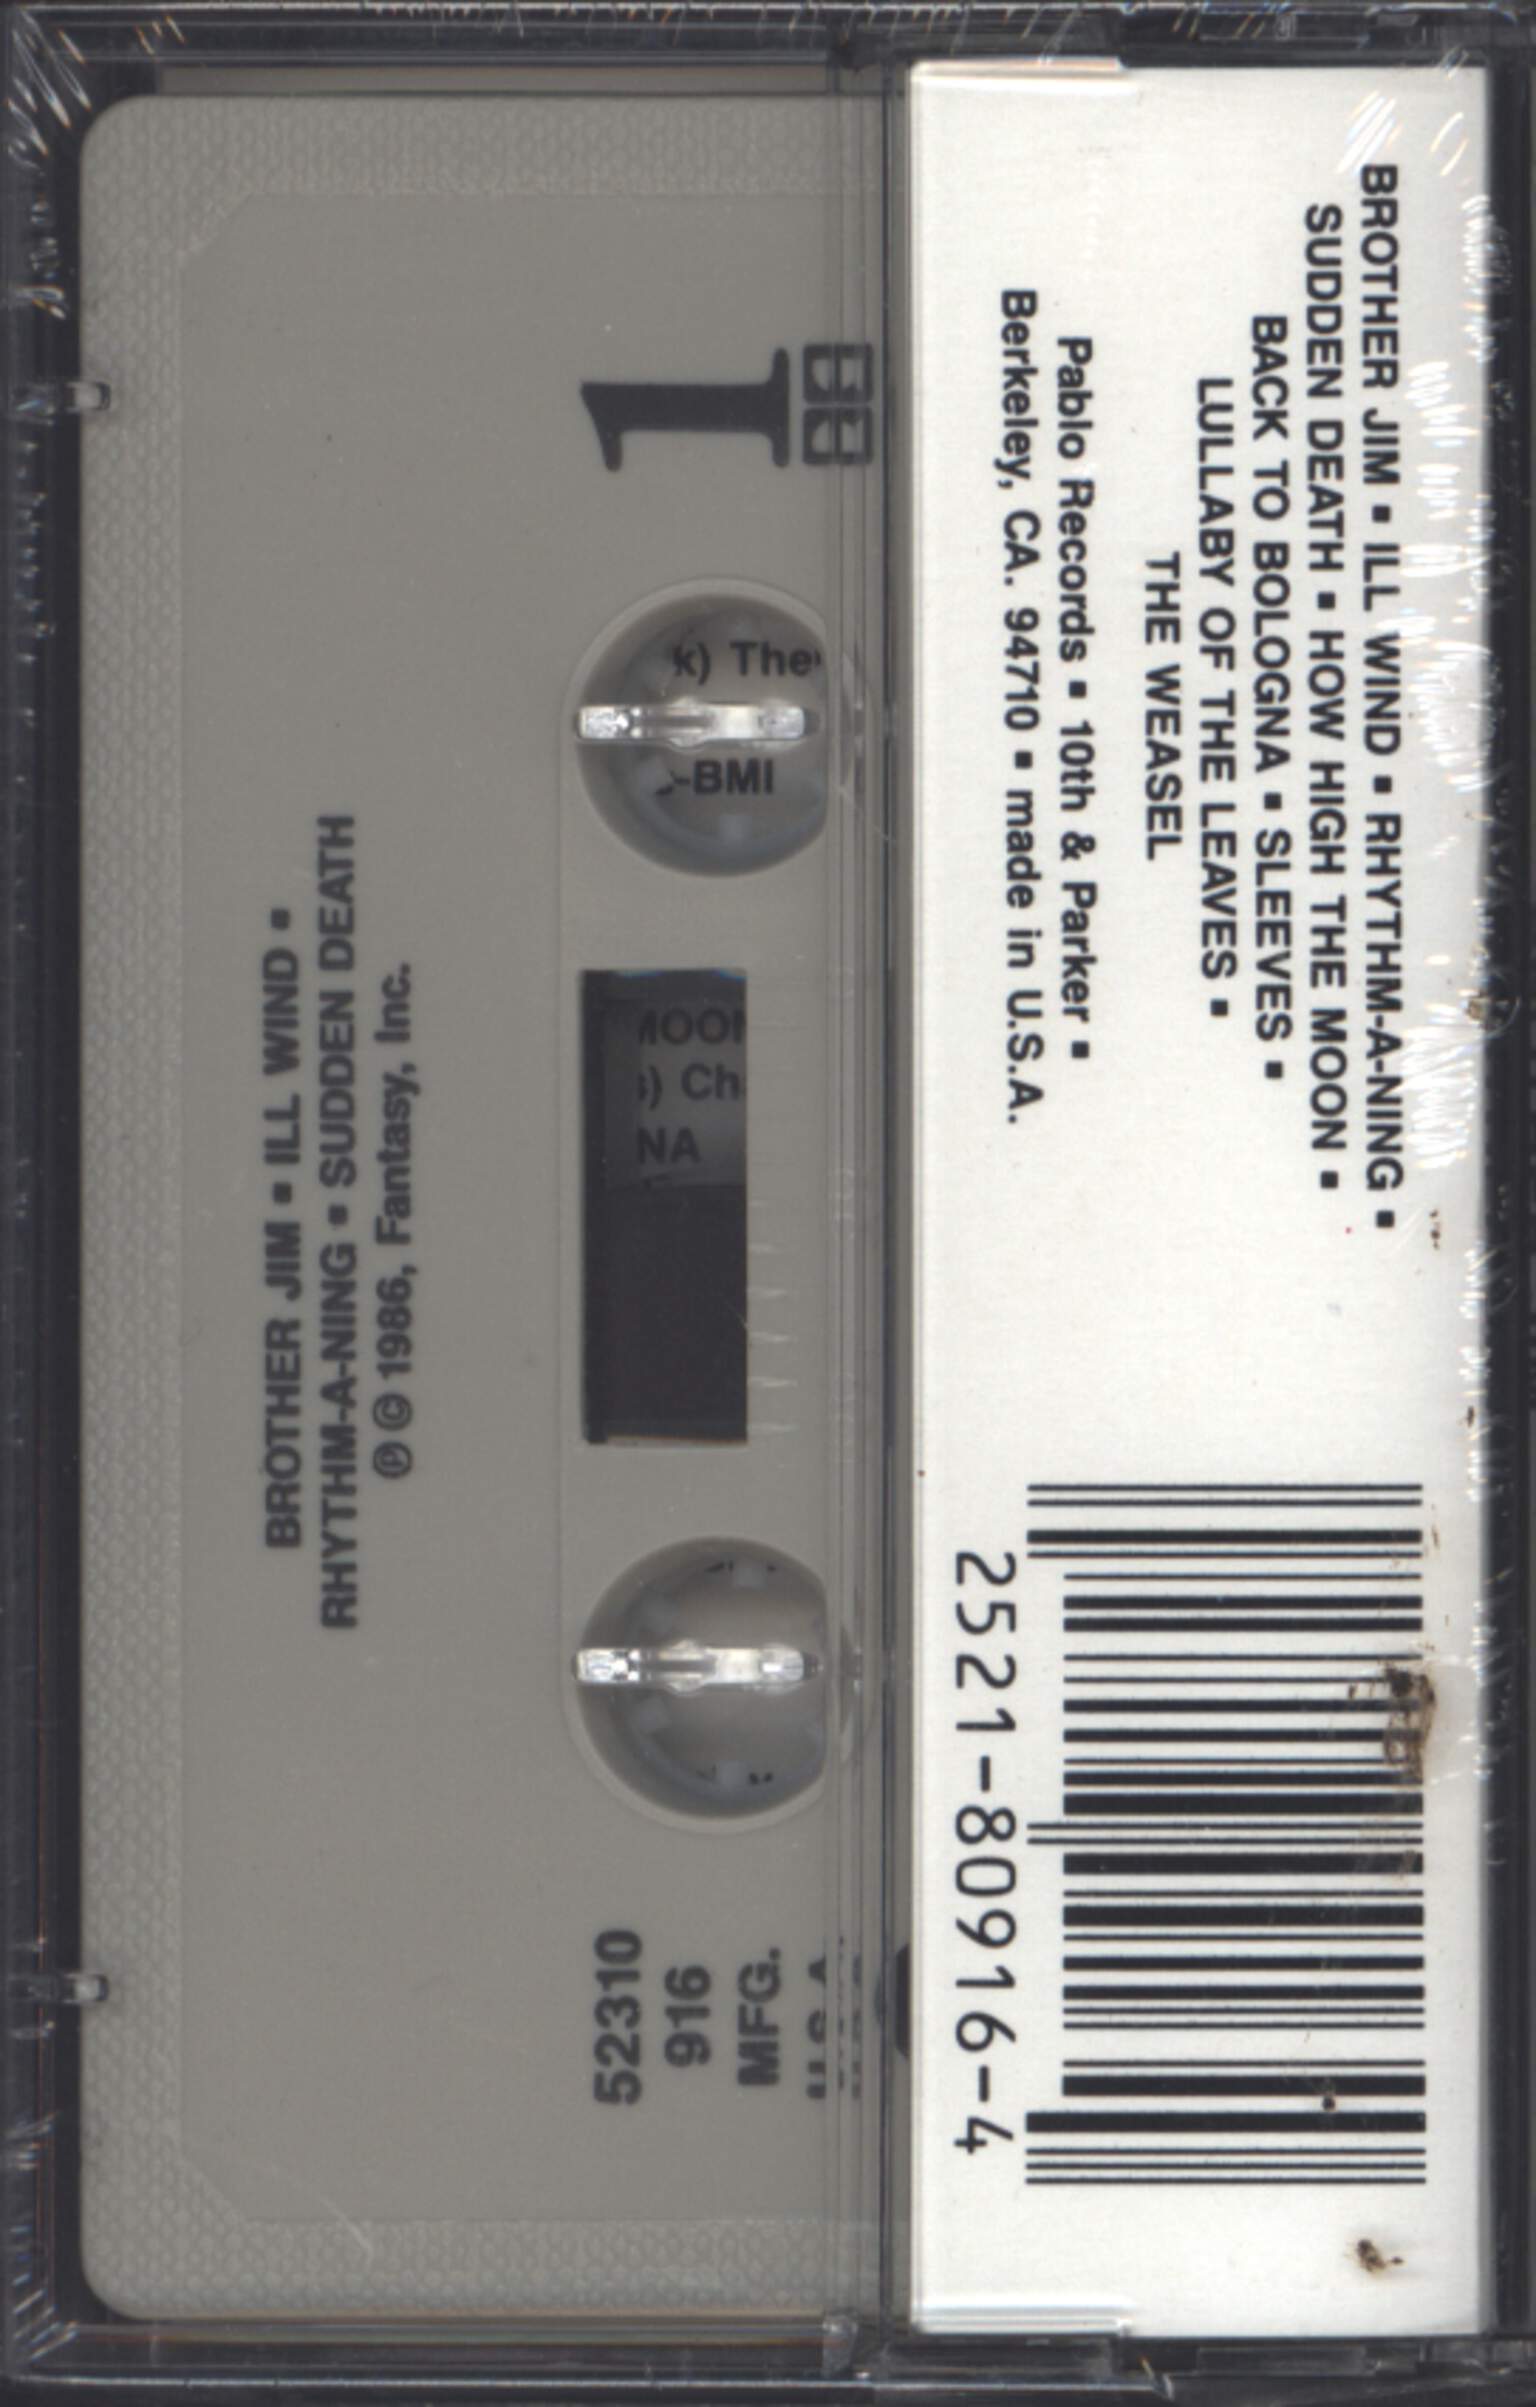 BROTHER JIM ▪ ILL WIND ▪ RHYTHM-A-NING ▪
SUDDEN DEATH ▪ HOW HIGH THE MOON ▪
BACK TO BOLOGNA ▪ SLEEVES ▪
LULLABY OF THE LEAVES ▪
THE WEASEL
Pablo Records ▪ 10th & Parker ▪
Berkeley, CA. 94710 ▪ made in U.S.A.
2521-80916-4
BROTHER JIM ▪ ILL WIND ▪
RHYTHM-A-NING ▪ SUDDEN DEATH
℗ © 1986, Fantasy, Inc.
1
52310
916
MFG.
U.S.A.
k) The
-BMI
) Ch
NA